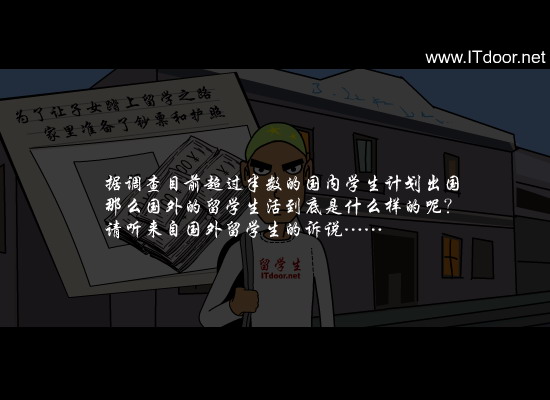 www.ITdoor.net
为了让子女踏上留学之路
家里准备了钞票和护照
据调查目前超过半数的国内学生计划出国
那么国外的留学生活到底是什么样的呢?
请听来自国外留学生的诉说……
留学生
ITdoor.net